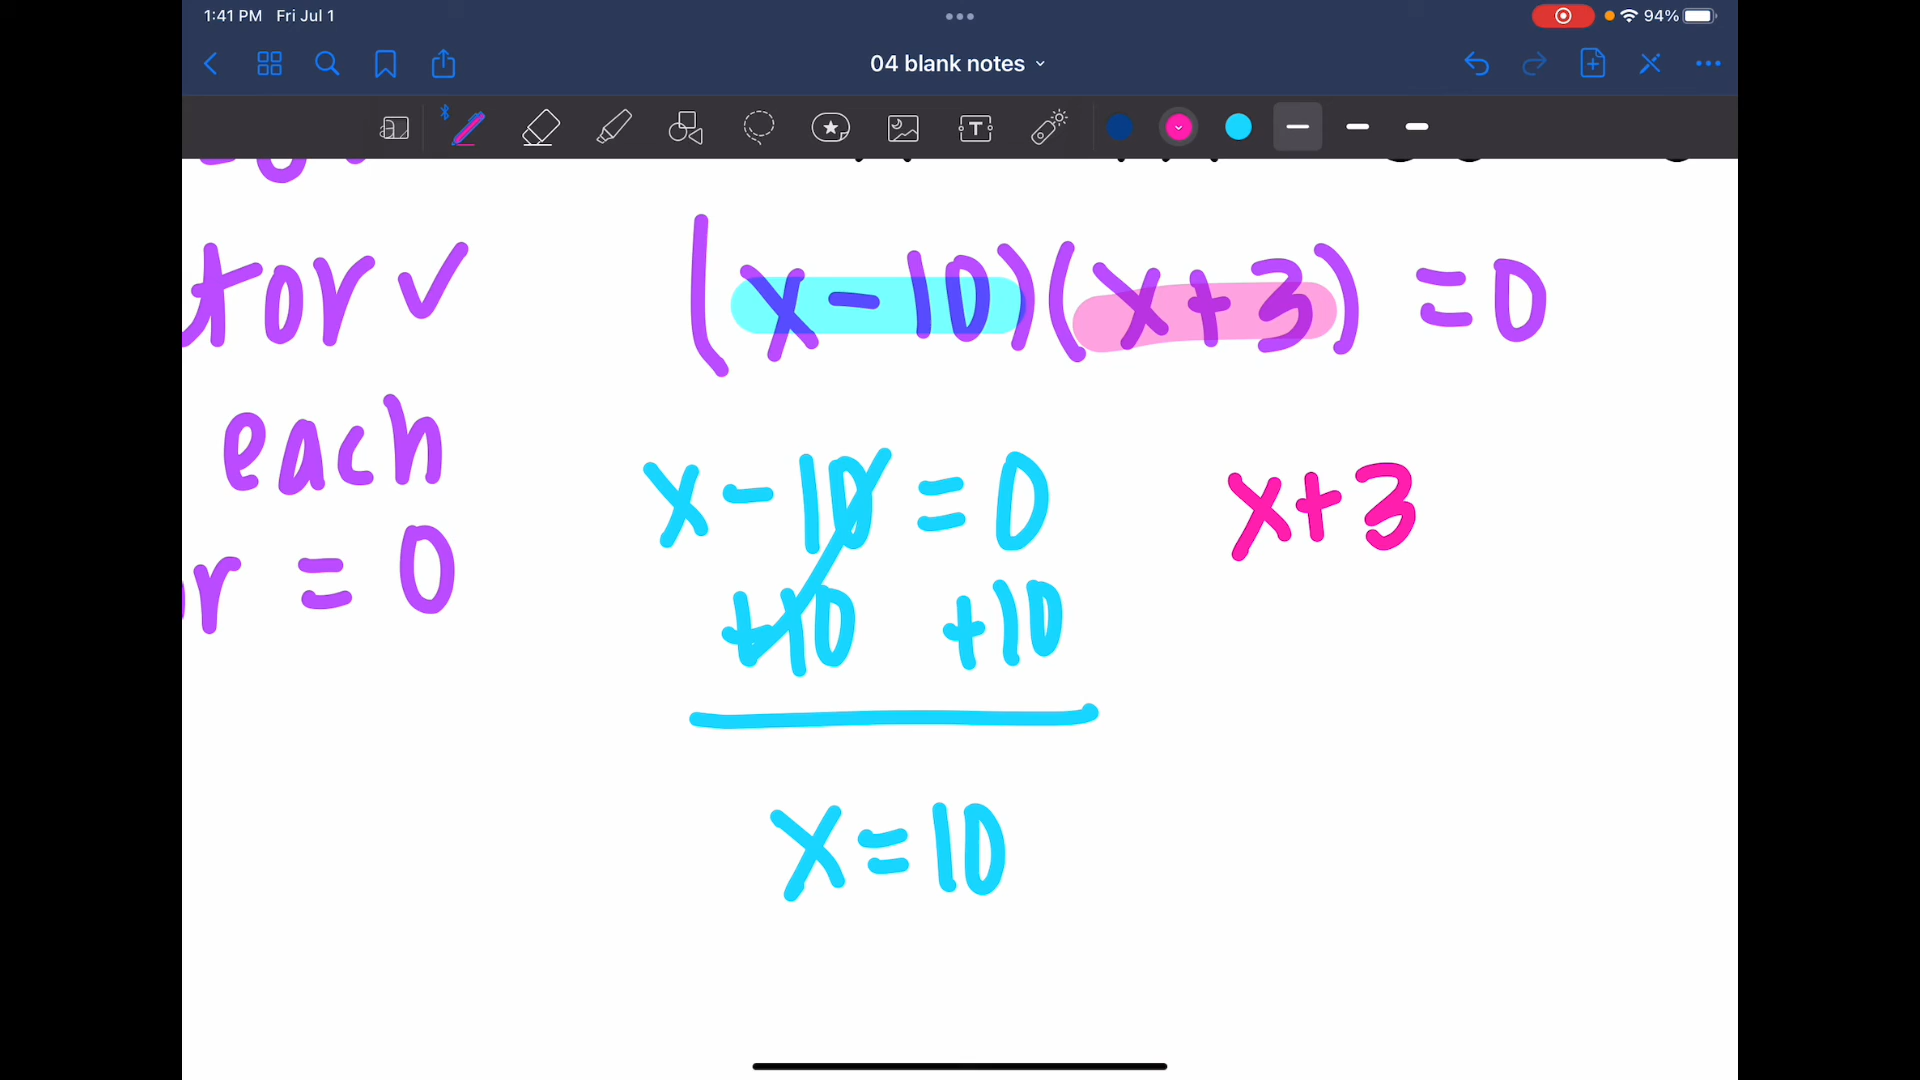 1:41 PM Fri Jul 1
94%
04 blank notes
T
tor ✓
each
r = 0
(x-10)(x+3) = 0
x-10 = 0
+10 +10
x = 10
x+3